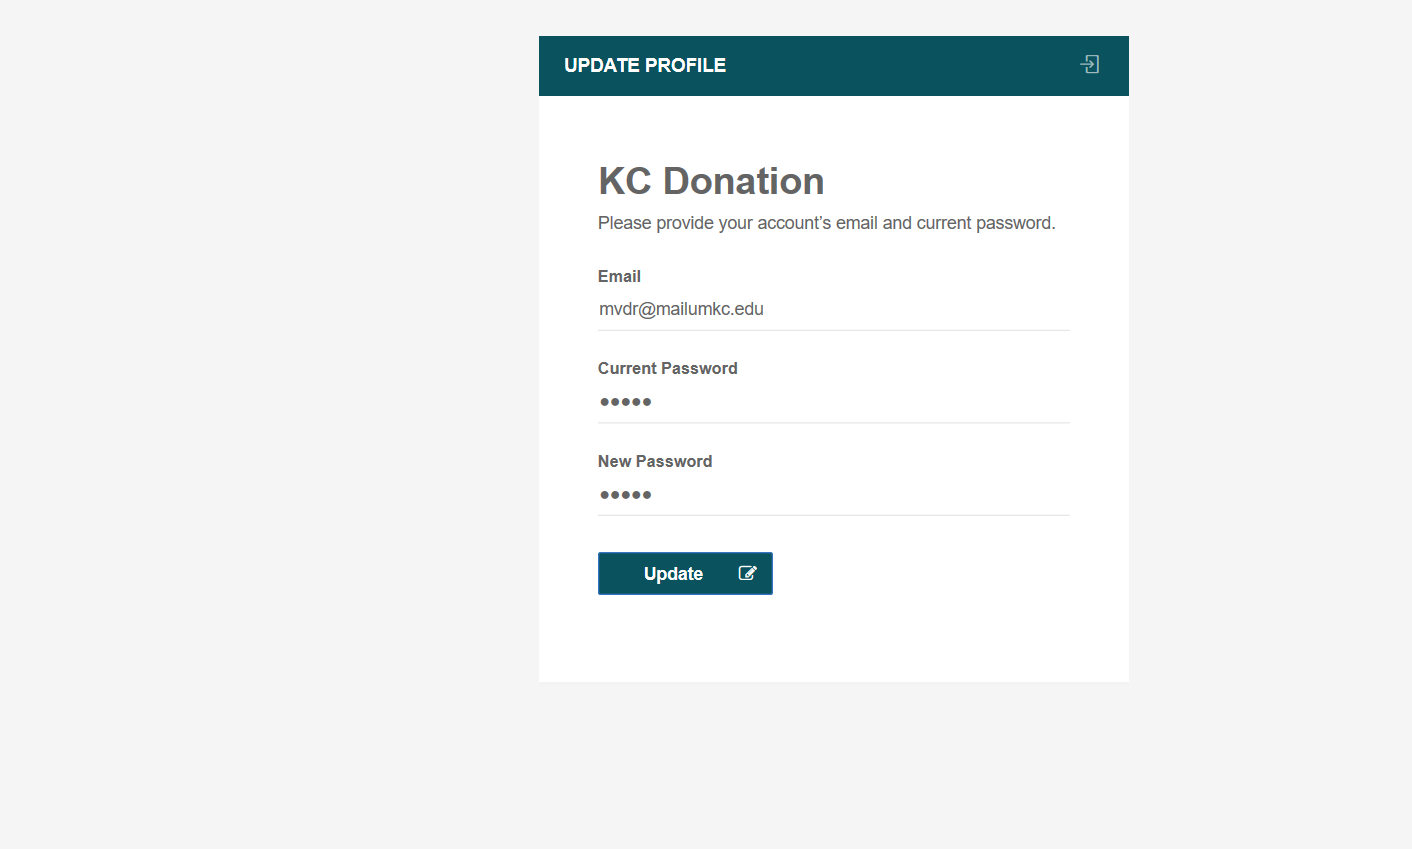 UPDATE PROFILE
KC Donation
Please provide your account’s email and current password.
Email
mvdr@mailumkc.edu
Current Password
●●●●●
New Password
●●●●●
Update